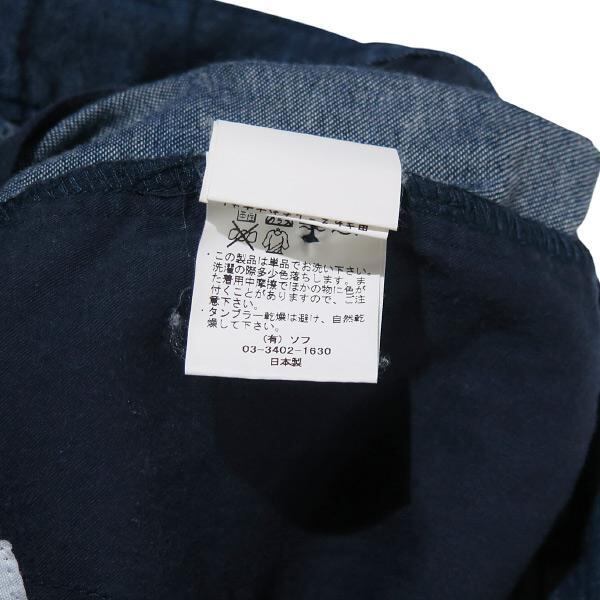 ・この製品は単品でお洗い下さい。
洗濯の際多少色落ちします。ま
た着用中摩擦でほかの物に色が
付くことがありますので、ご注
意下さい。
・タンブラー乾燥は避け、自然乾
燥して下さい。
(有) ソフ
03-3402-1630
日本製